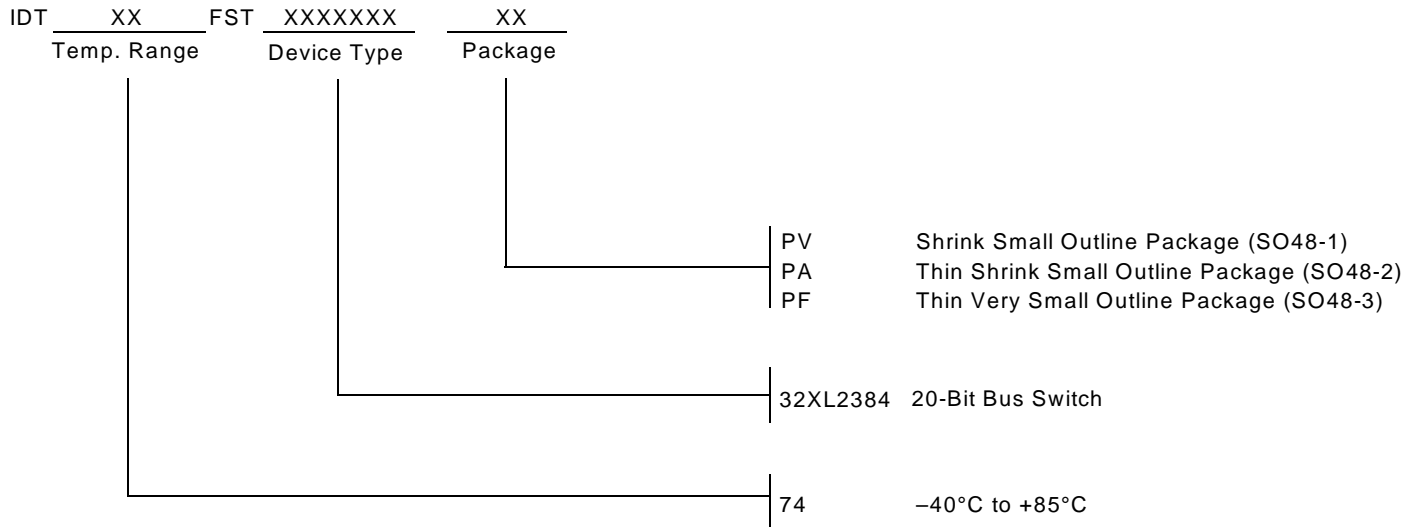 IDT XX FST XXXXXXX XX
Temp. Range Device Type Package
PV Shrink Small Outline Package (SO48-1)
PA Thin Shrink Small Outline Package (SO48-2)
PF Thin Very Small Outline Package (SO48-3)
32XL2384 20-Bit Bus Switch
74 –40°C to +85°C